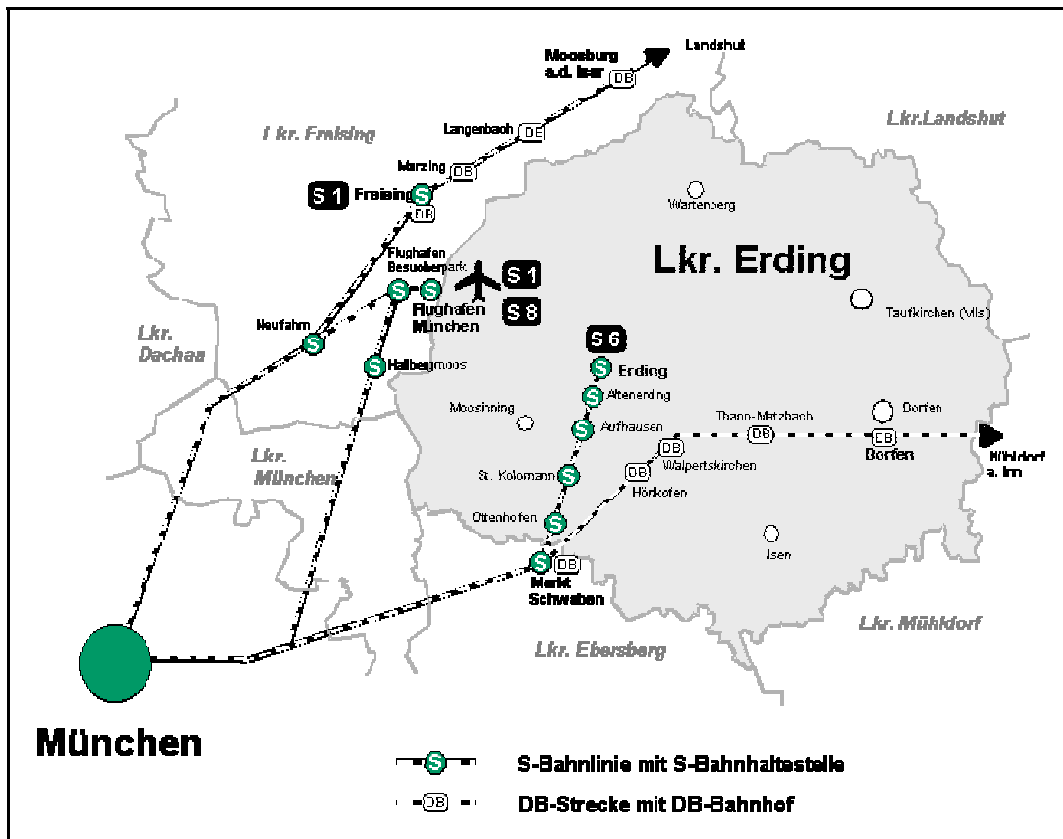 Landshut
Moosburg
a.d. Isar
DB
Lkr. Freising
Langenbach
DB
Lkr.Landshut
Marzing
DB
S 1
Freising
S
DB
Wartenberg
Lkr. Erding
Flughafen
Besucherpark
S
S
S 1
Flughafen
München
S 8
Taufkirchen (Vils)
Neufahrn
S
Lkr.
Dachau
S 6
S
Hallbergmoos
S
Erding
S
Altenerding
Moosinning
S
Aufhausen
Thann-Matzbach
DB
Dorfen
DB
Dorfen
DB
Walpertskirchen
Mühldorf
a. Inn
Lkr.
München
St. Kolomann
S
DB
Hörlkofen
Ottenhofen
S
Isen
S
DB
Markt
Schwaben
Lkr. Ebersberg
Lkr. Mühldorf
München
S
S-Bahnlinie mit S-Bahnhaltestelle
DB
DB-Strecke mit DB-Bahnhof